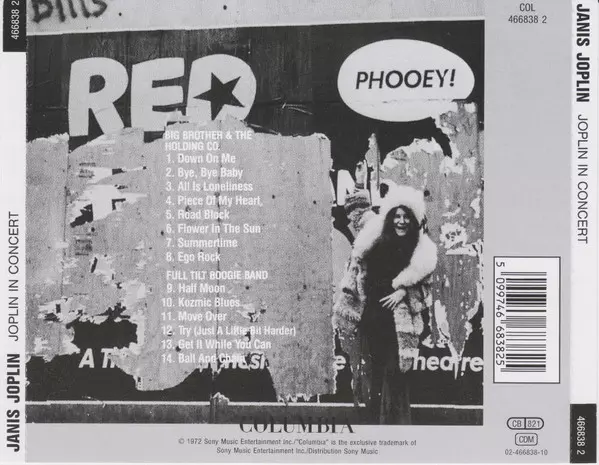 466838 2
JANIS JOPLIN JOPLIN IN CONCERT
Bills
COL
466838 2
RED
PHOOEY!
BIG BROTHER & THE
HOLDING CO.
1. Down On Me
2. Bye, Bye Baby
3. All Is Loneliness
4. Piece Of My Heart,
5. Road Block
6. Flower In The Sun
7. Summertime
8. Ego Rock
FULL TILT BOOGIE BAND
9. Half Moon
10. Kozmic Blues
11. Move Over
12. Try (Just A Little Bit Harder)
13. Get It While You Can
14. Ball And Chain
5 099746 683825
COLUMBIA
© 1972 Sony Music Entertainment Inc./"Columbia" is the exclusive trademark of
Sony Music Entertainment Inc./Distribution Sony Music
CB 821
CDM
02-466838-10
JANIS JOPLIN JOPLIN IN CONCERT
466838 2